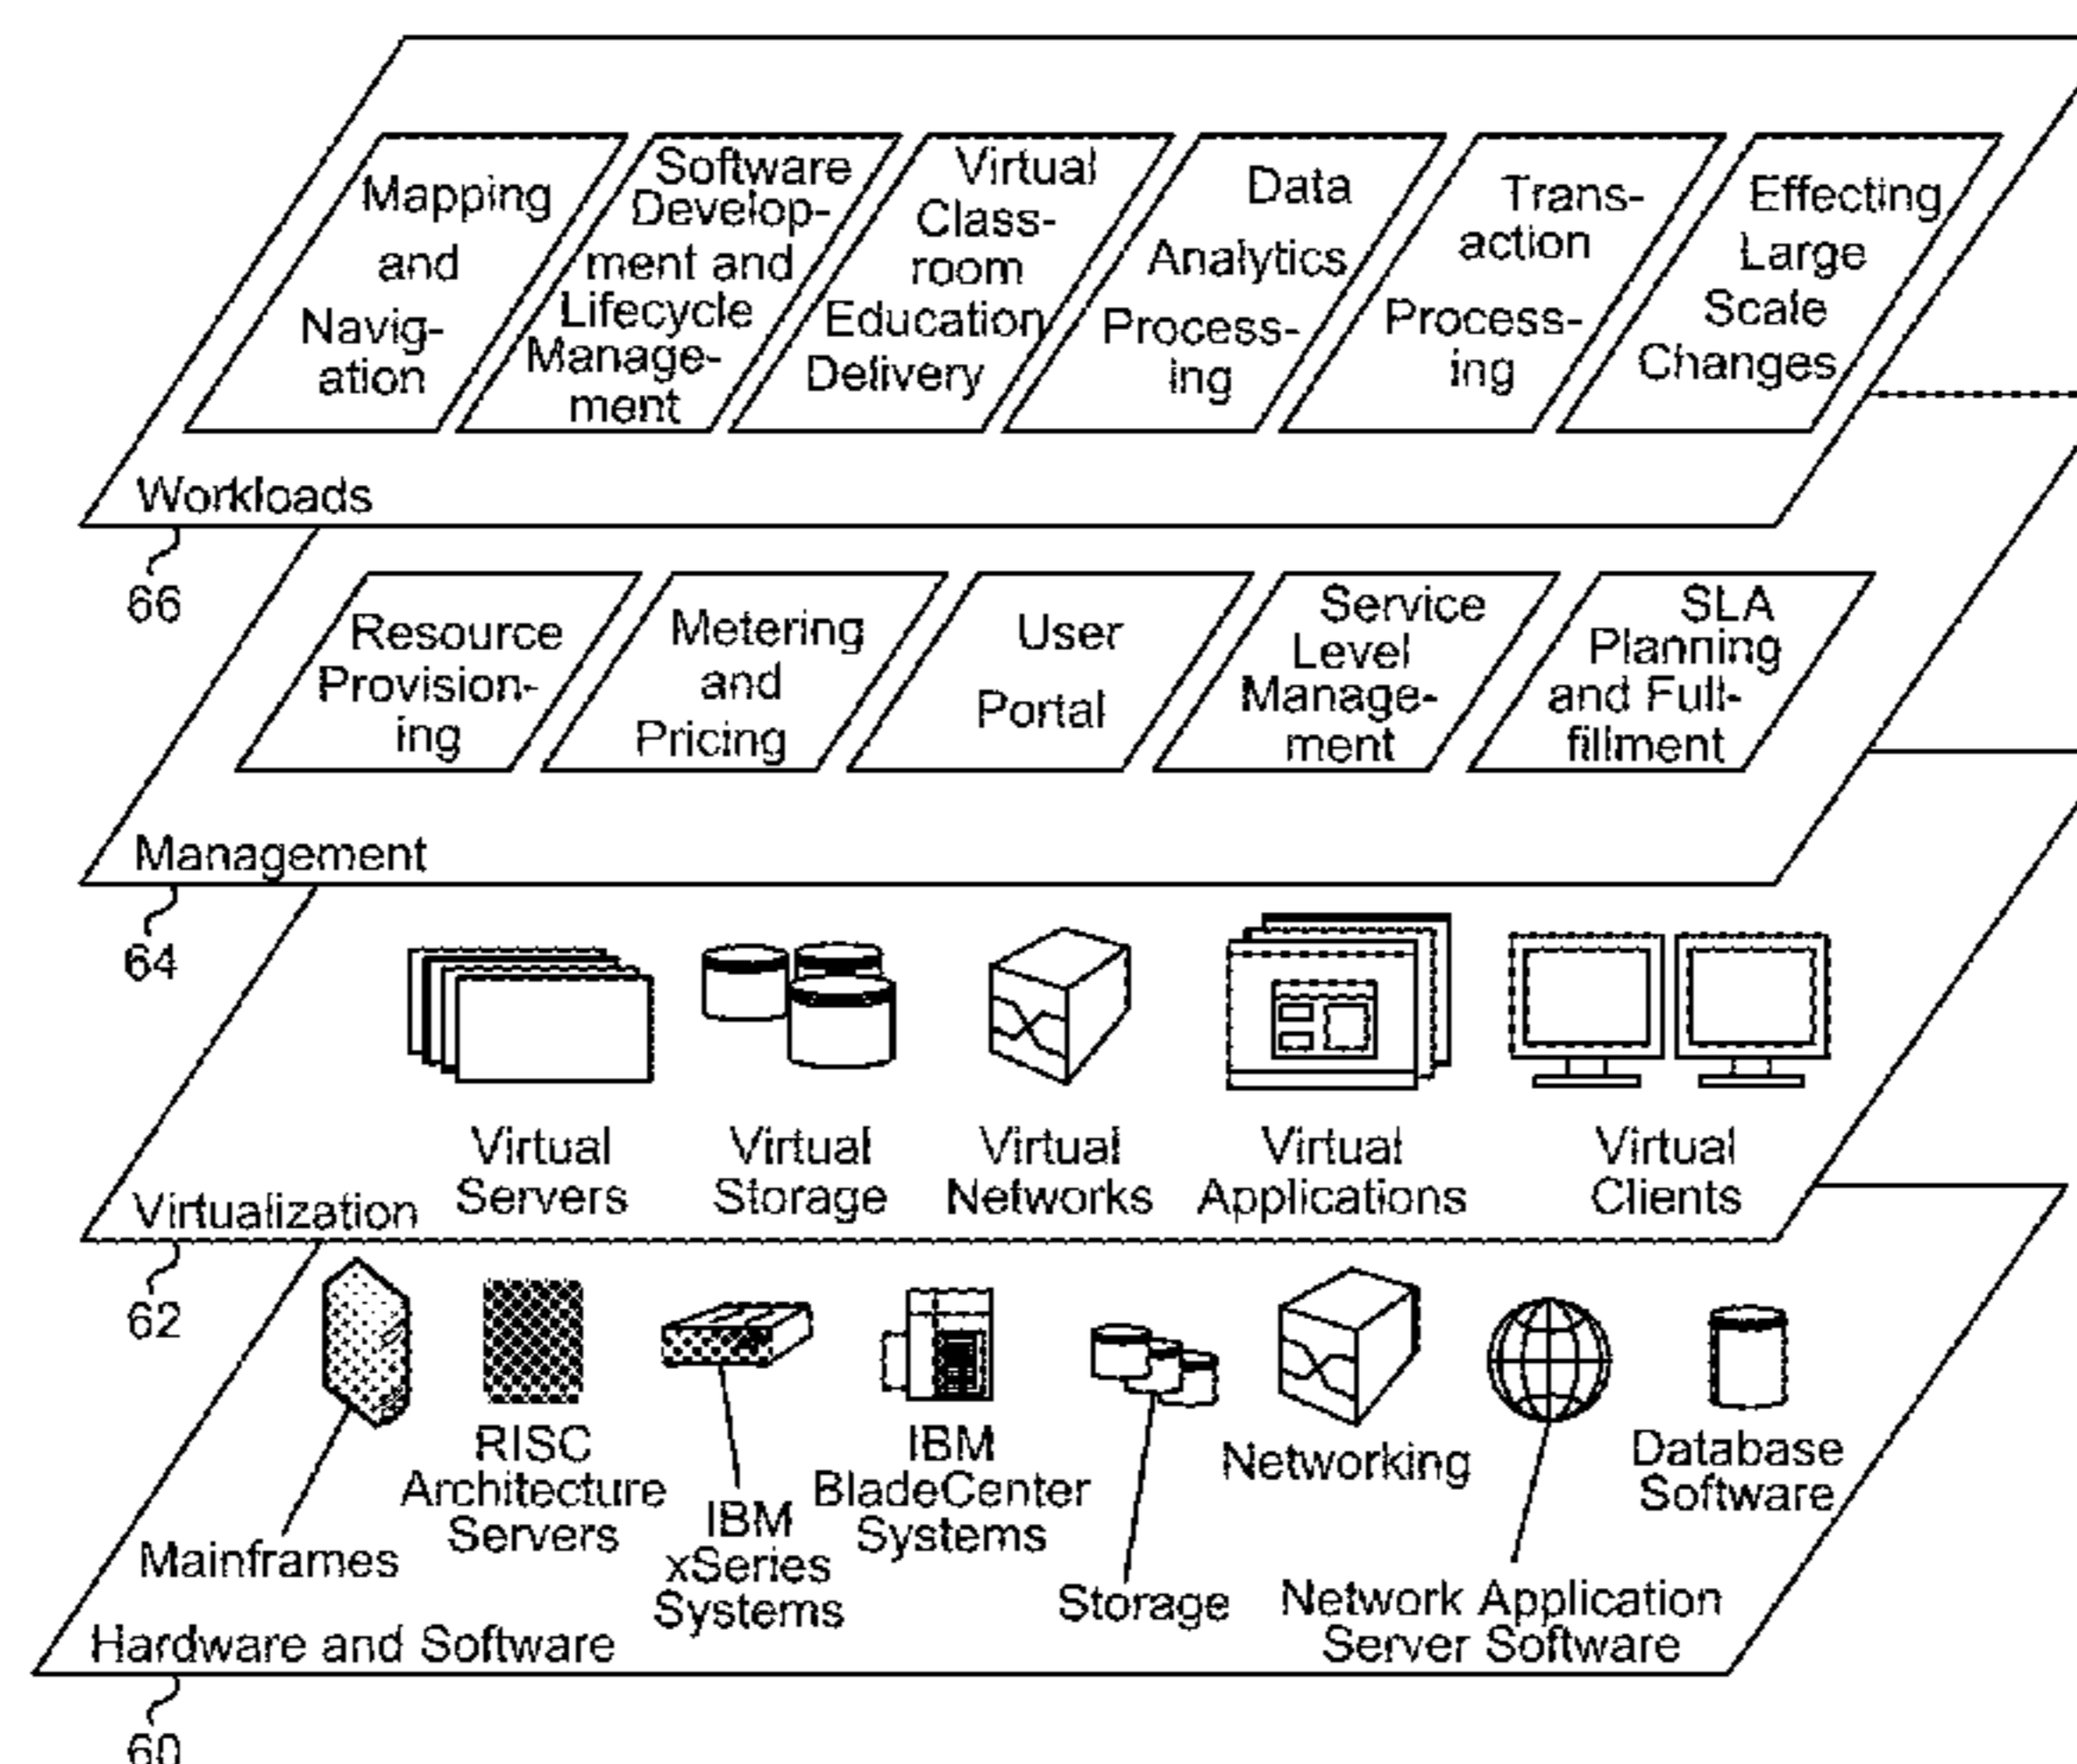 Mapping
and
Navig-
ation
Software
Develop-
ment and
Lifecycle
Manage-
ment
Virtual
Class-
room
Education
Delivery
Data
Analytics
Process-
ing
Trans-
action
Process-
ing
Effecting
Large
Scale
Changes
Workloads
66
Resource
Provision-
ing
Metering
and
Pricing
User
Portal
Service
Level
Manage-
ment
SLA
Planning
and Full-
fillment
Management
64
Virtual
Servers
Virtual
Storage
Virtual
Networks
Virtual
Applications
Virtual
Clients
Virtualization
62
Mainframes
RISC
Architecture
Servers
IBM
xSeries
Systems
IBM
BladeCenter
Systems
Storage
Networking
Network Application
Server Software
Database
Software
Hardware and Software
60